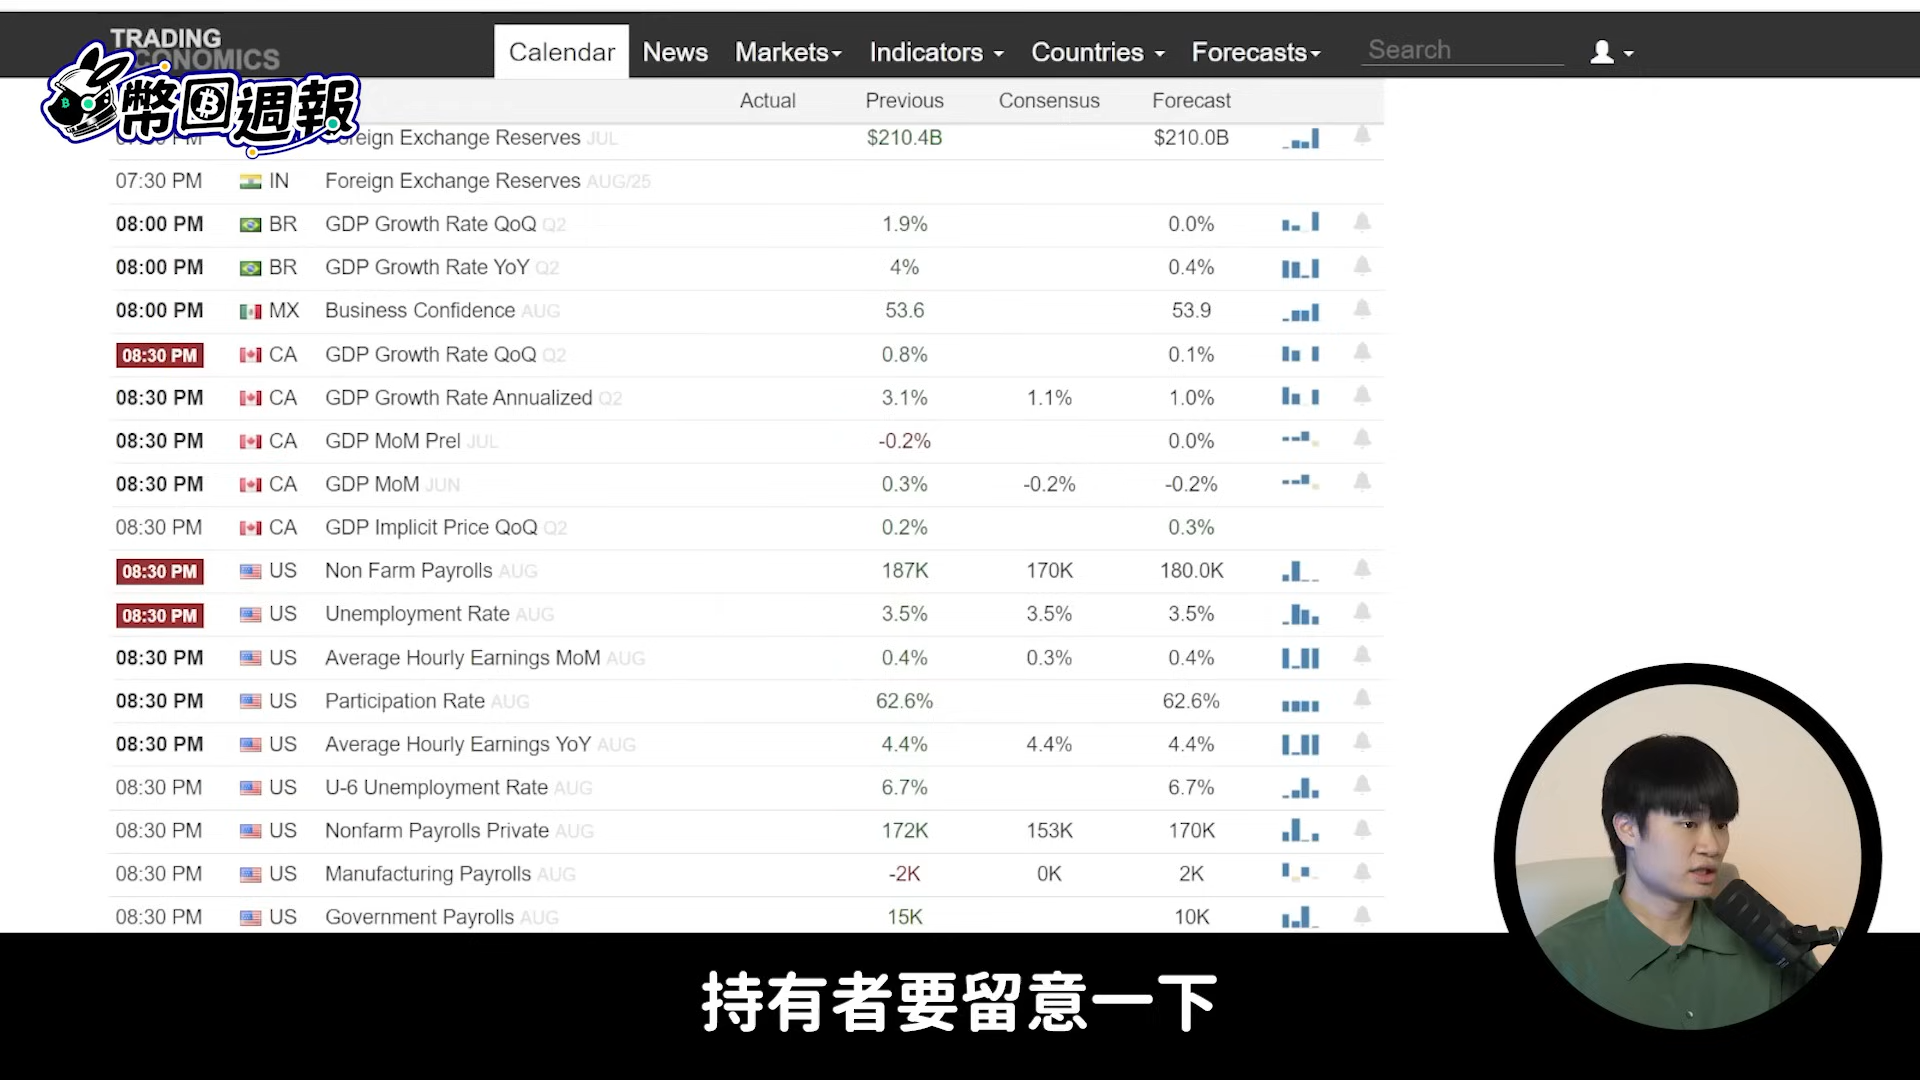 TRADING
ECONOMICS
Calendar News Markets Indicators Countries Forecasts Search
幣圈週報
Actual Previous Consensus Forecast
Foreign Exchange Reserves JUL $210.4B $210.0B
07:30 PM IN Foreign Exchange Reserves AUG/25
08:00 PM BR GDP Growth Rate QoQ Q2 1.9% 0.0%
08:00 PM BR GDP Growth Rate YoY Q2 4% 0.4%
08:00 PM MX Business Confidence AUG 53.6 53.9
08:30 PM CA GDP Growth Rate QoQ Q2 0.8% 0.1%
08:30 PM CA GDP Growth Rate Annualized Q2 3.1% 1.1% 1.0%
08:30 PM CA GDP MoM Prel JUL -0.2% 0.0%
08:30 PM CA GDP MoM JUN 0.3% -0.2% -0.2%
08:30 PM CA GDP Implicit Price QoQ Q2 0.2% 0.3%
08:30 PM US Non Farm Payrolls AUG 187K 170K 180.0K
08:30 PM US Unemployment Rate AUG 3.5% 3.5% 3.5%
08:30 PM US Average Hourly Earnings MoM AUG 0.4% 0.3% 0.4%
08:30 PM US Participation Rate AUG 62.6% 62.6%
08:30 PM US Average Hourly Earnings YoY AUG 4.4% 4.4% 4.4%
08:30 PM US U-6 Unemployment Rate AUG 6.7% 6.7%
08:30 PM US Nonfarm Payrolls Private AUG 172K 153K 170K
08:30 PM US Manufacturing Payrolls AUG -2K 0K 2K
08:30 PM US Government Payrolls AUG 15K 10K
持有者要留意一下